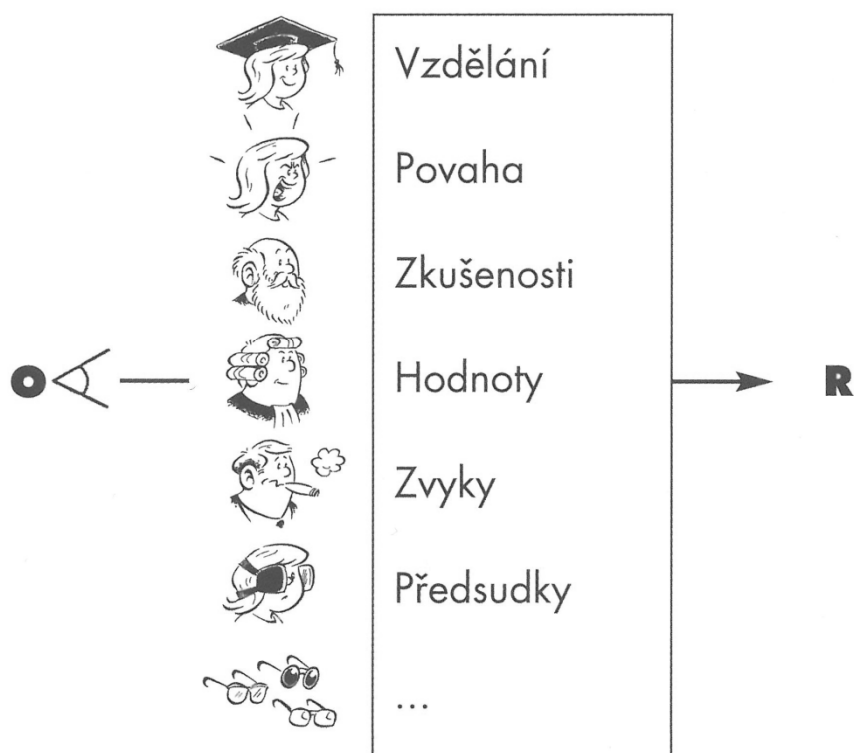 Vzdělání
Povaha
Zkušenosti
O Hodnoty R
Zvyky
Předsudky
...